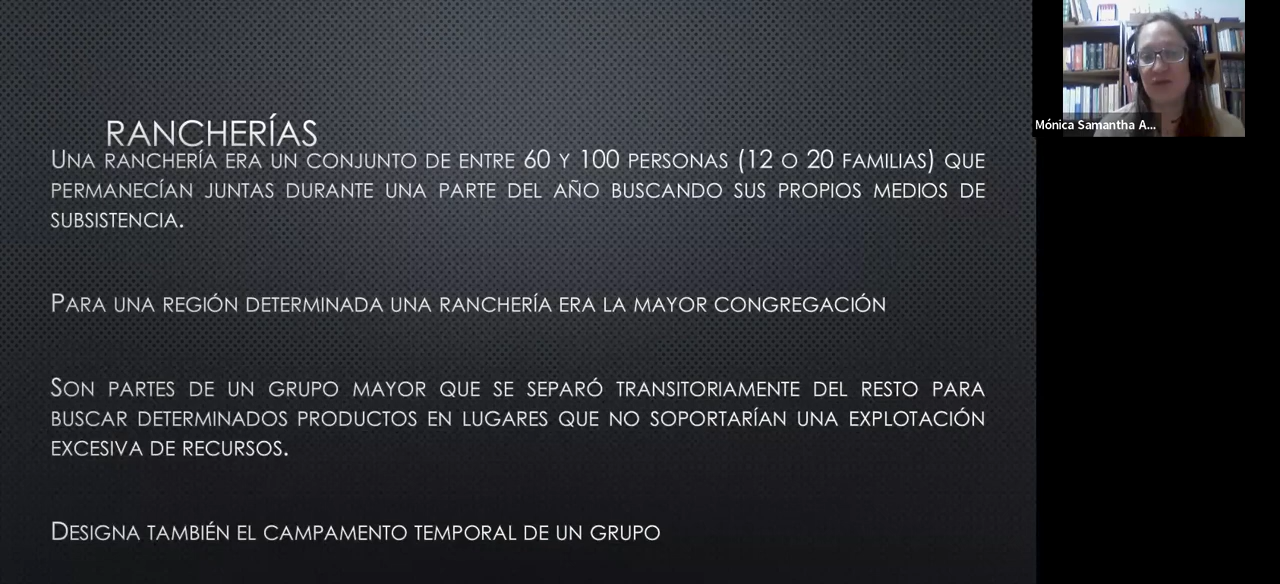 RANCHERÍAS
UNA RANCHERÍA ERA UN CONJUNTO DE ENTRE 60 Y 100 PERSONAS (12 O 20 FAMILIAS) QUE
PERMANECÍAN JUNTAS DURANTE UNA PARTE DEL AÑO BUSCANDO SUS PROPIOS MEDIOS DE
SUBSISTENCIA.
PARA UNA REGIÓN DETERMINADA UNA RANCHERÍA ERA LA MAYOR CONGREGACIÓN
SON PARTES DE UN GRUPO MAYOR QUE SE SEPARÓ TRANSITORIAMENTE DEL RESTO PARA
BUSCAR DETERMINADOS PRODUCTOS EN LUGARES QUE NO SOPORTARÍAN UNA EXPLOTACIÓN
EXCESIVA DE RECURSOS.
DESIGNA TAMBIÉN EL CAMPAMENTO TEMPORAL DE UN GRUPO
Mónica Samantha A...